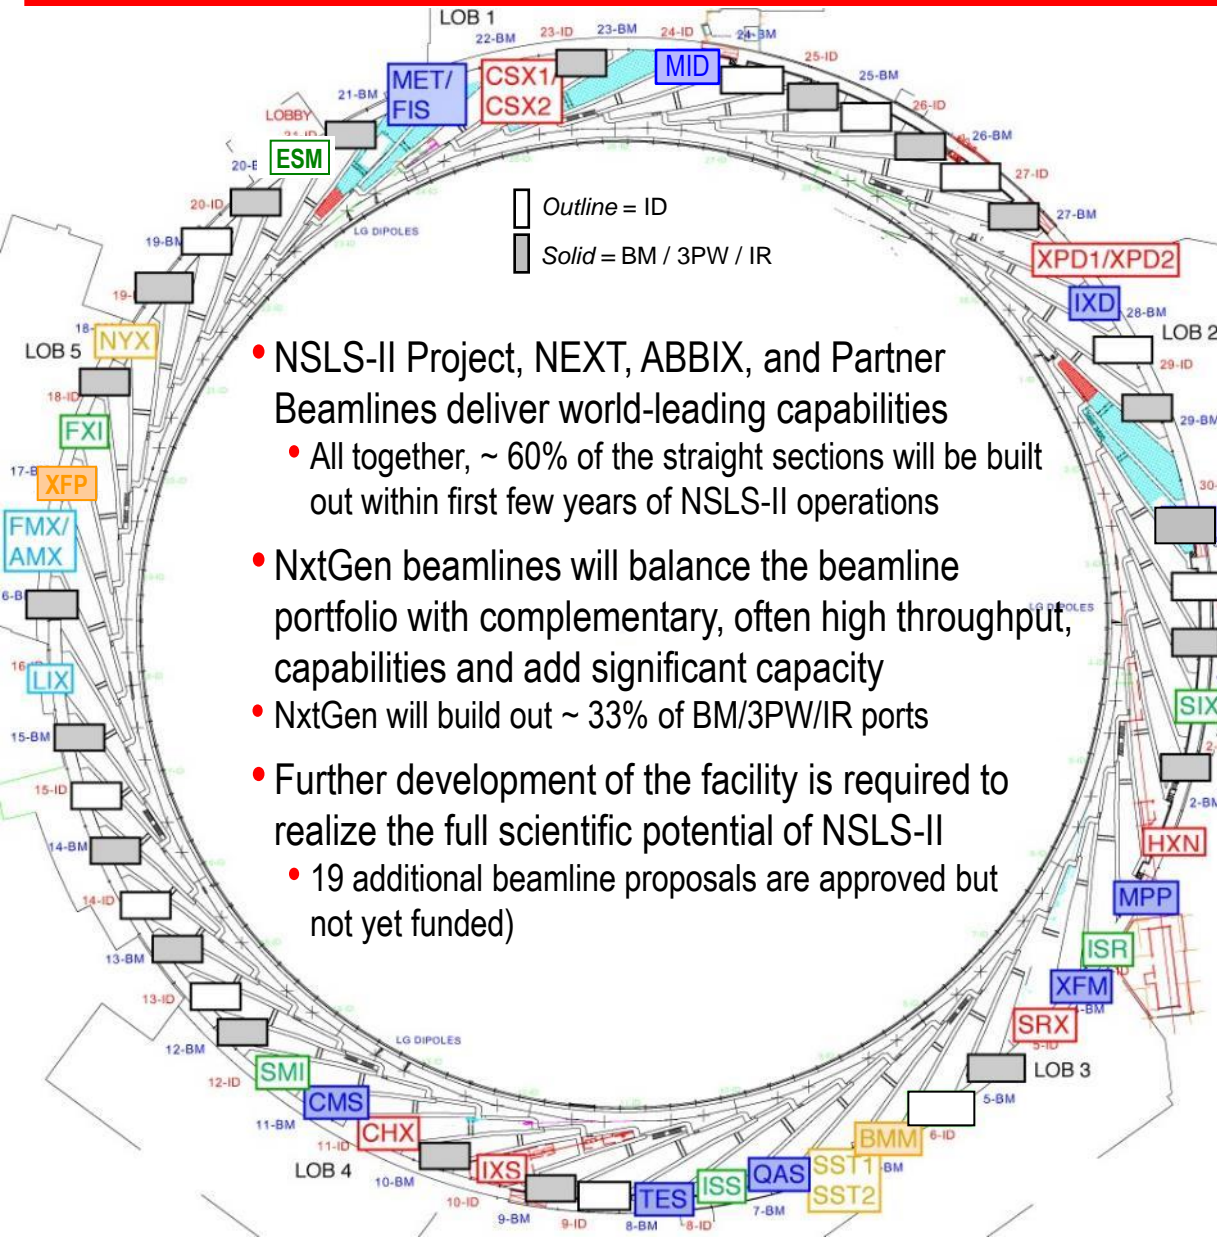 LOB 1
22-BM
23-ID
23-BM
24-ID
24-BM
25-ID
25-BM
26-ID
26-BM
27-ID
27-BM
21-BM
MET/
FIS
CSX1/
CSX2
MID
LOBBY
ESM
20-ID
19-BM
LG DIPOLES
Outline = ID
Solid = BM / 3PW / IR
XPD1/XPD2
IXD
28-BM
LOB 2
29-ID
29-BM
NYX
LOB 5
18-ID
FXI
XFP
FMX/
AMX
LIX
15-BM
15-ID
14-BM
14-ID
13-BM
13-ID
12-BM
12-ID
• NSLS-II Project, NEXT, ABBIX, and Partner
Beamlines deliver world-leading capabilities
• All together, ~ 60% of the straight sections will be built
out within first few years of NSLS-II operations
• NxtGen beamlines will balance the beamline
portfolio with complementary, often high throughput,
capabilities and add significant capacity
• NxtGen will build out ~ 33% of BM/3PW/IR ports
• Further development of the facility is required to
realize the full scientific potential of NSLS-II
• 19 additional beamline proposals are approved but
not yet funded)
LG DIPOLES
SIX
2-BM
HXN
MPP
ISR
XFM
SRX
5-ID
LOB 3
5-BM
6-ID
LG DIPOLES
SMI
CMS
11-BM
CHX
11-ID
LOB 4
10-BM
IXS
10-ID
9-BM
9-ID
TES
8-BM
ISS
8-ID
QAS
7-BM
SST1
SST2
BMM